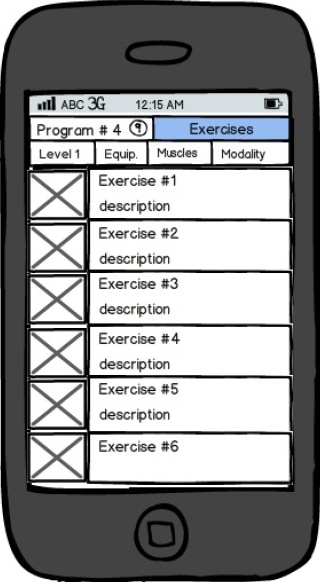 ABC 3G 12:15 AM
Program # 4 9 Exercises
Level 1 Equip. Muscles Modality
Exercise #1
description
Exercise #2
description
Exercise #3
description
Exercise #4
description
Exercise #5
description
Exercise #6